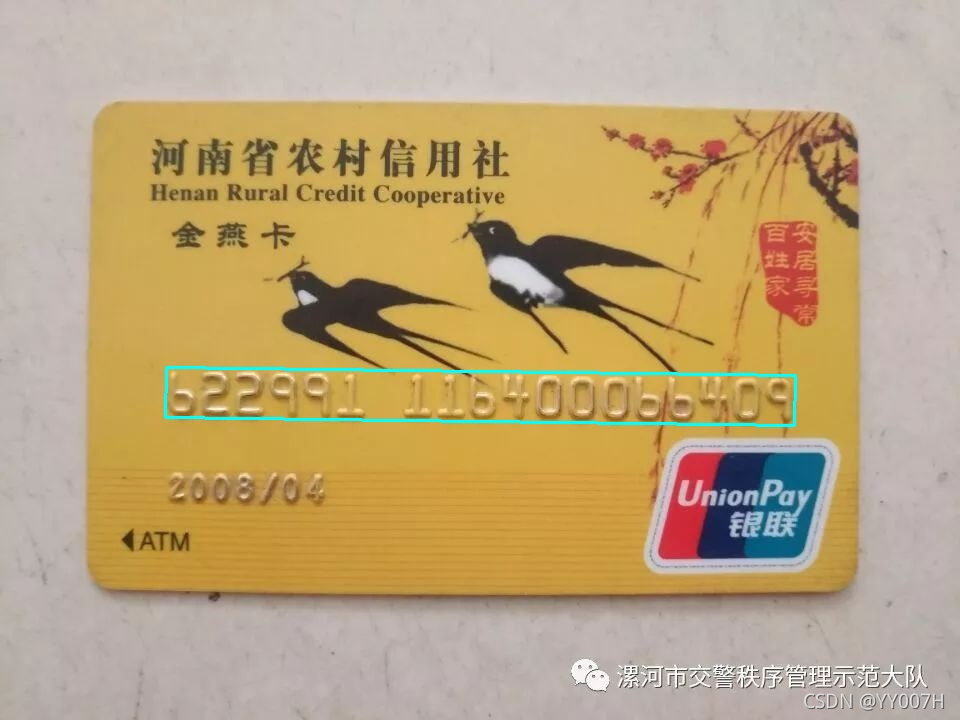 河南省农村信用社
Henan Rural Credit Cooperative
金燕卡
安居寻常
百姓家
622991 116400066409
2008/04
UnionPay
银联
ATM
漯河市交警秩序管理示范大队
CSDN @YY007H